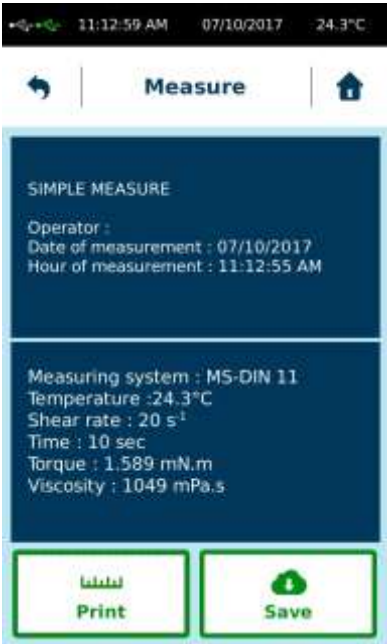 11:12:59 AM 07/10/2017 24.3°C
Measure
SIMPLE MEASURE
Operator :
Date of measurement : 07/10/2017
Hour of measurement : 11:12:55 AM
Measuring system : MS-DIN 11
Temperature :24.3°C
Shear rate : 20 s⁻¹
Time : 10 sec
Torque : 1.589 mN.m
Viscosity : 1049 mPa.s
Print Save